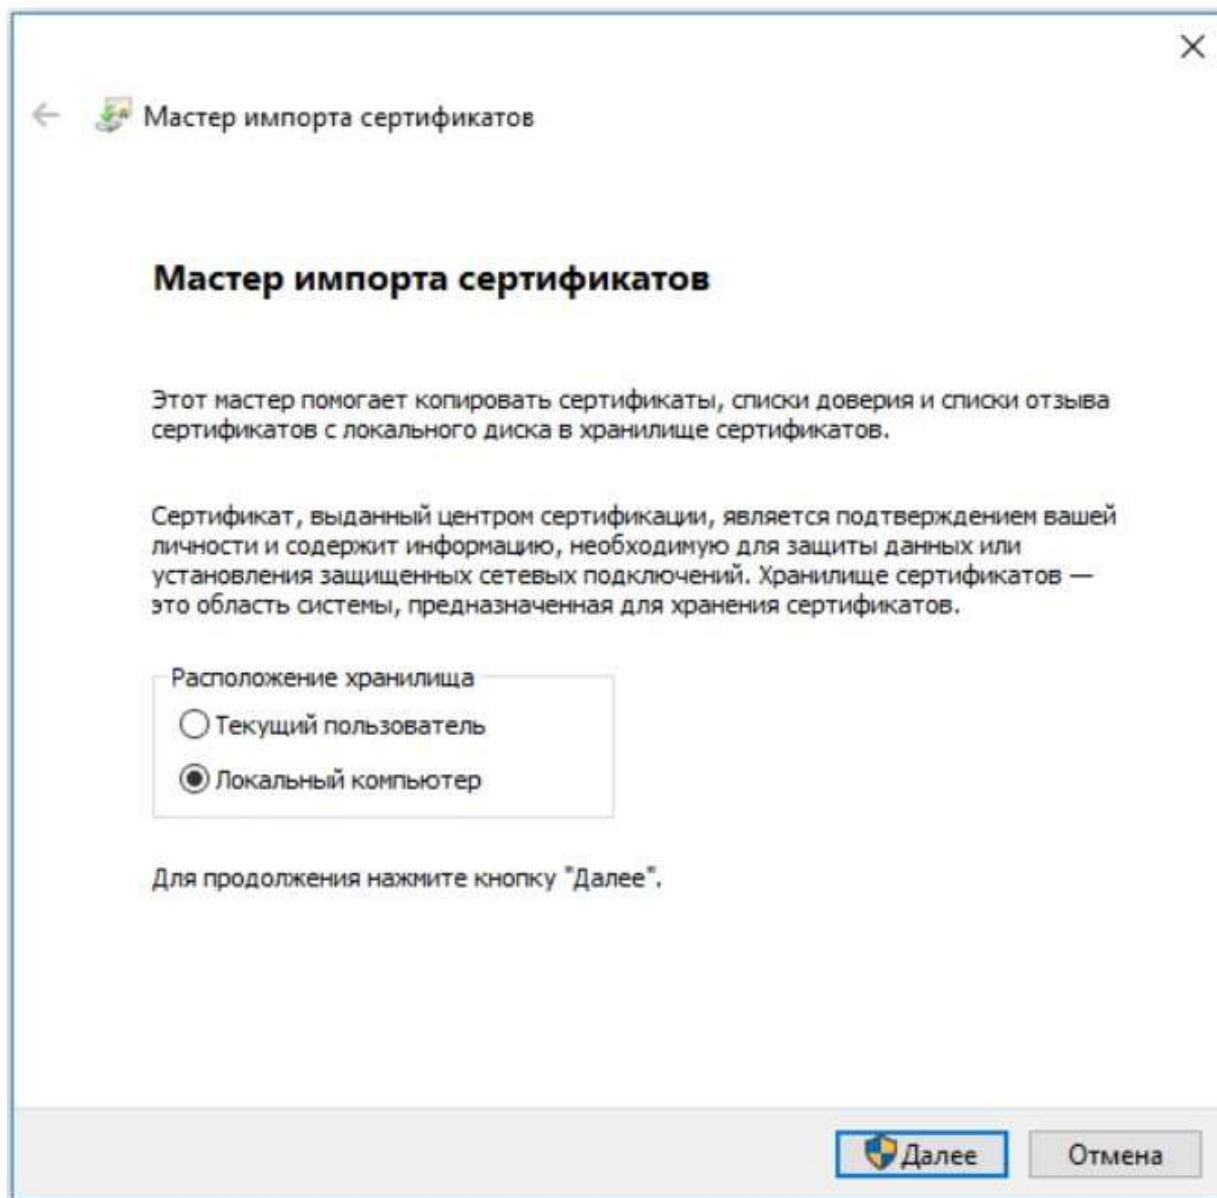 Мастер импорта сертификатов
Мастер импорта сертификатов
Этот мастер помогает копировать сертификаты, списки доверия и списки отзыва
сертификатов с локального диска в хранилище сертификатов.
Сертификат, выданный центром сертификации, является подтверждением вашей
личности и содержит информацию, необходимую для защиты данных или
установления защищенных сетевых подключений. Хранилище сертификатов —
это область системы, предназначенная для хранения сертификатов.
Расположение хранилища
Текущий пользователь
Локальный компьютер
Для продолжения нажмите кнопку "Далее".
Далее Отмена